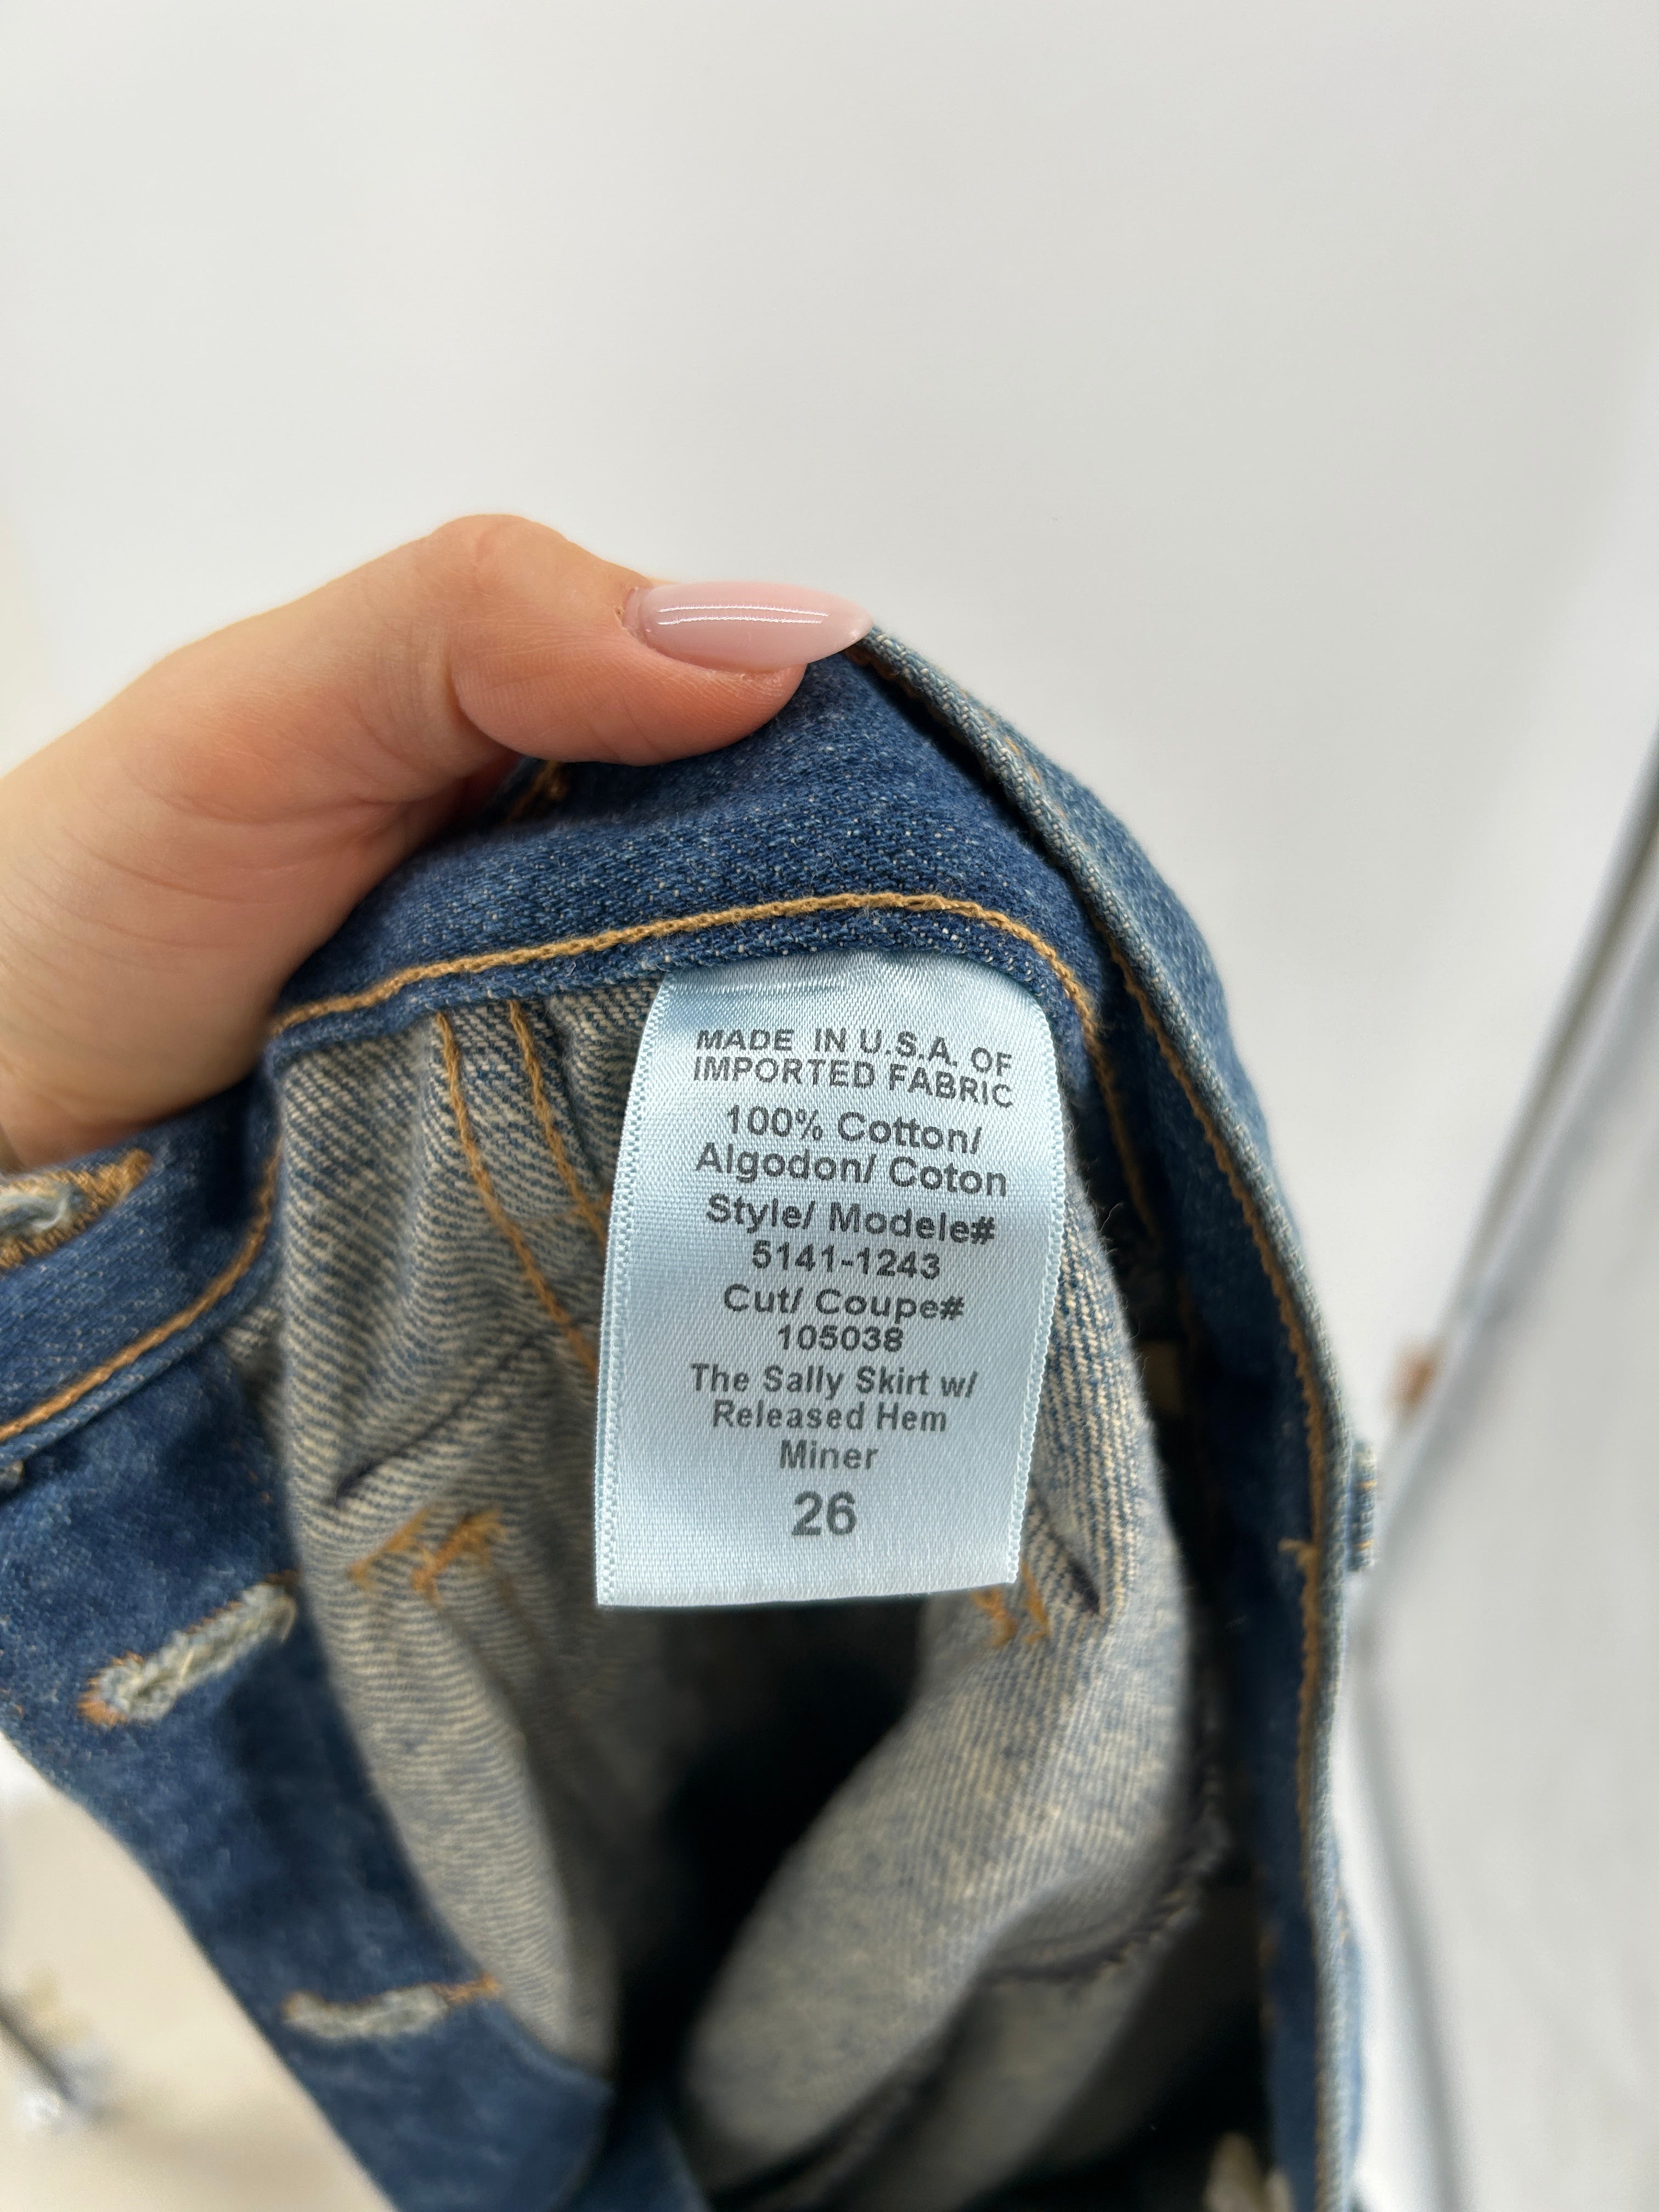 MADE IN U.S.A. OF
IMPORTED FABRIC
100% Cotton/
Algodon/ Coton
Style/ Modele#
5141-1243
Cut/ Coupe#
105038
The Sally Skirt w/
Released Hem
Miner
26